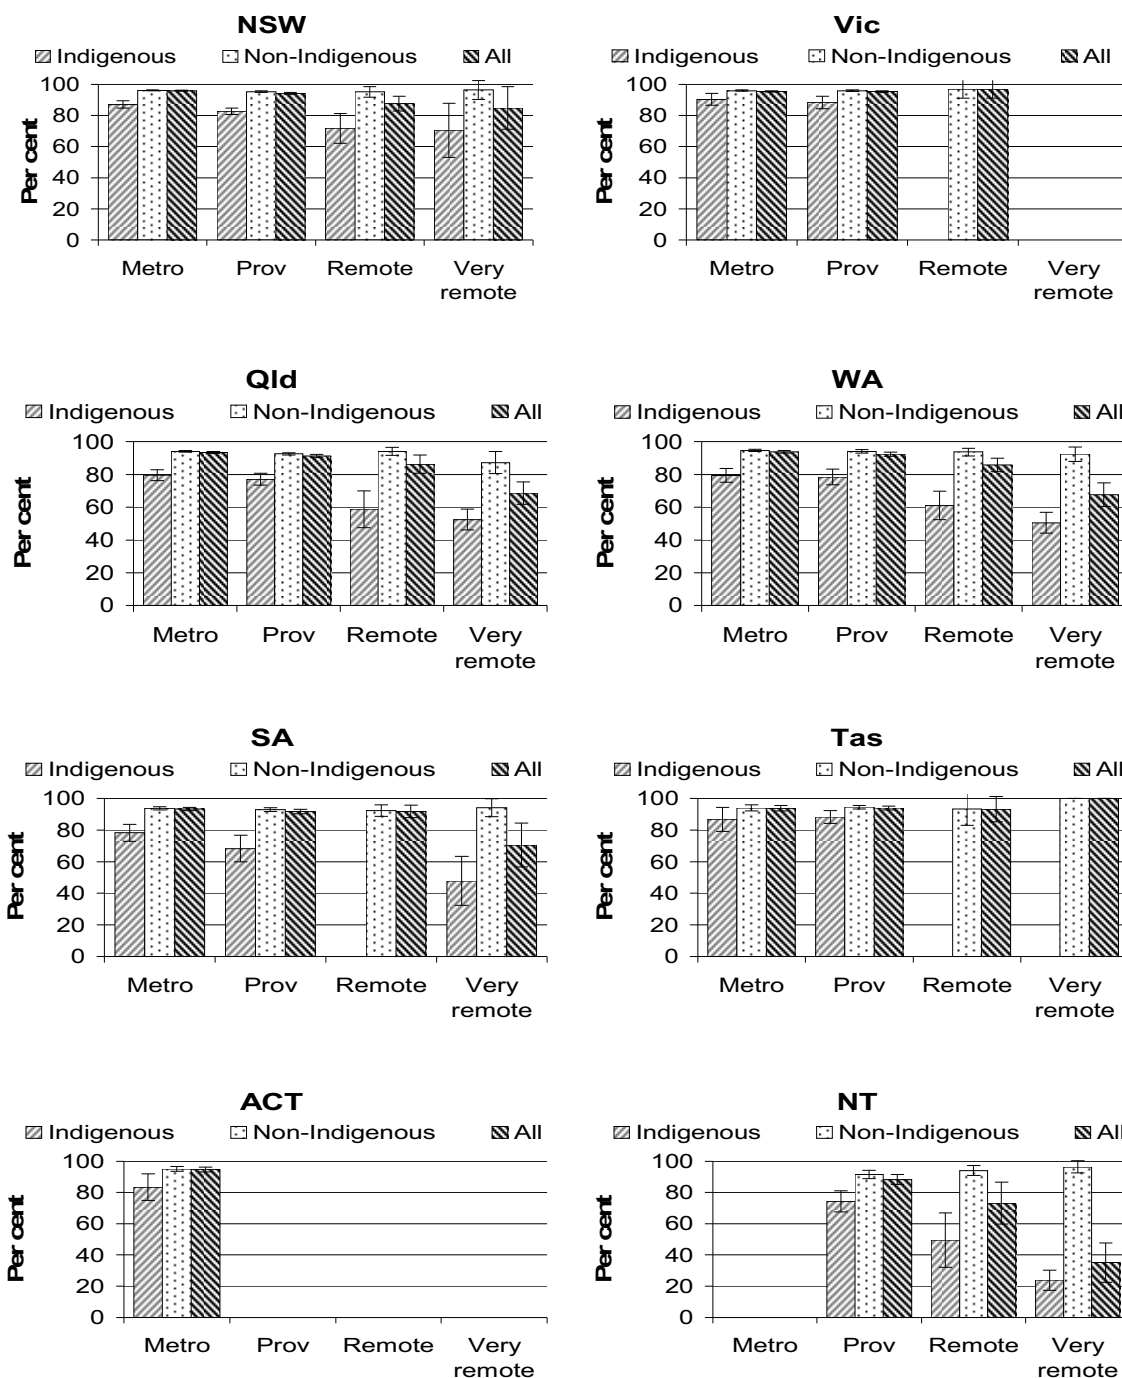 NSW
Indigenous Non-Indigenous All
Per cent
100
80
60
40
20
0
Metro Prov Remote Very
remote
Vic
Indigenous Non-Indigenous All
Per cent
100
80
60
40
20
0
Metro Prov Remote Very
remote
Qld
Indigenous Non-Indigenous All
Per cent
100
80
60
40
20
0
Metro Prov Remote Very
remote
WA
Indigenous Non-Indigenous All
Per cent
100
80
60
40
20
0
Metro Prov Remote Very
remote
SA
Indigenous Non-Indigenous All
Per cent
100
80
60
40
20
0
Metro Prov Remote Very
remote
Tas
Indigenous Non-Indigenous All
Per cent
100
80
60
40
20
0
Metro Prov Remote Very
remote
ACT
Indigenous Non-Indigenous All
Per cent
100
80
60
40
20
0
Metro Prov Remote Very
remote
NT
Indigenous Non-Indigenous All
Per cent
100
80
60
40
20
0
Metro Prov Remote Very
remote